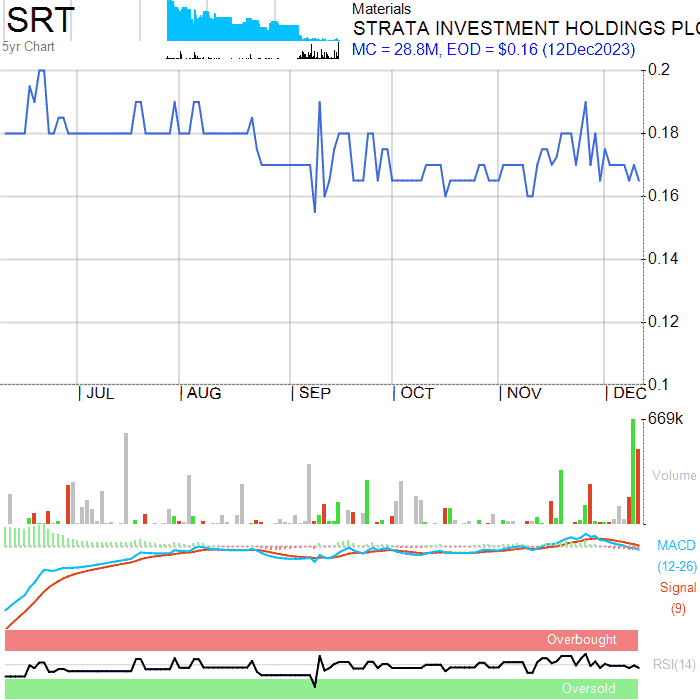 SRT
5yr Chart
Materials
STRATA INVESTMENT HOLDINGS PLC
MC = 28.8M, EOD = $0.16 (12Dec2023)
0.2
0.18
0.16
0.14
0.12
0.1
JUL
AUG
SEP
OCT
NOV
DEC
669k
Volume
MACD
(12-26)
Signal
(9)
Overbought
RSI(14)
Oversold